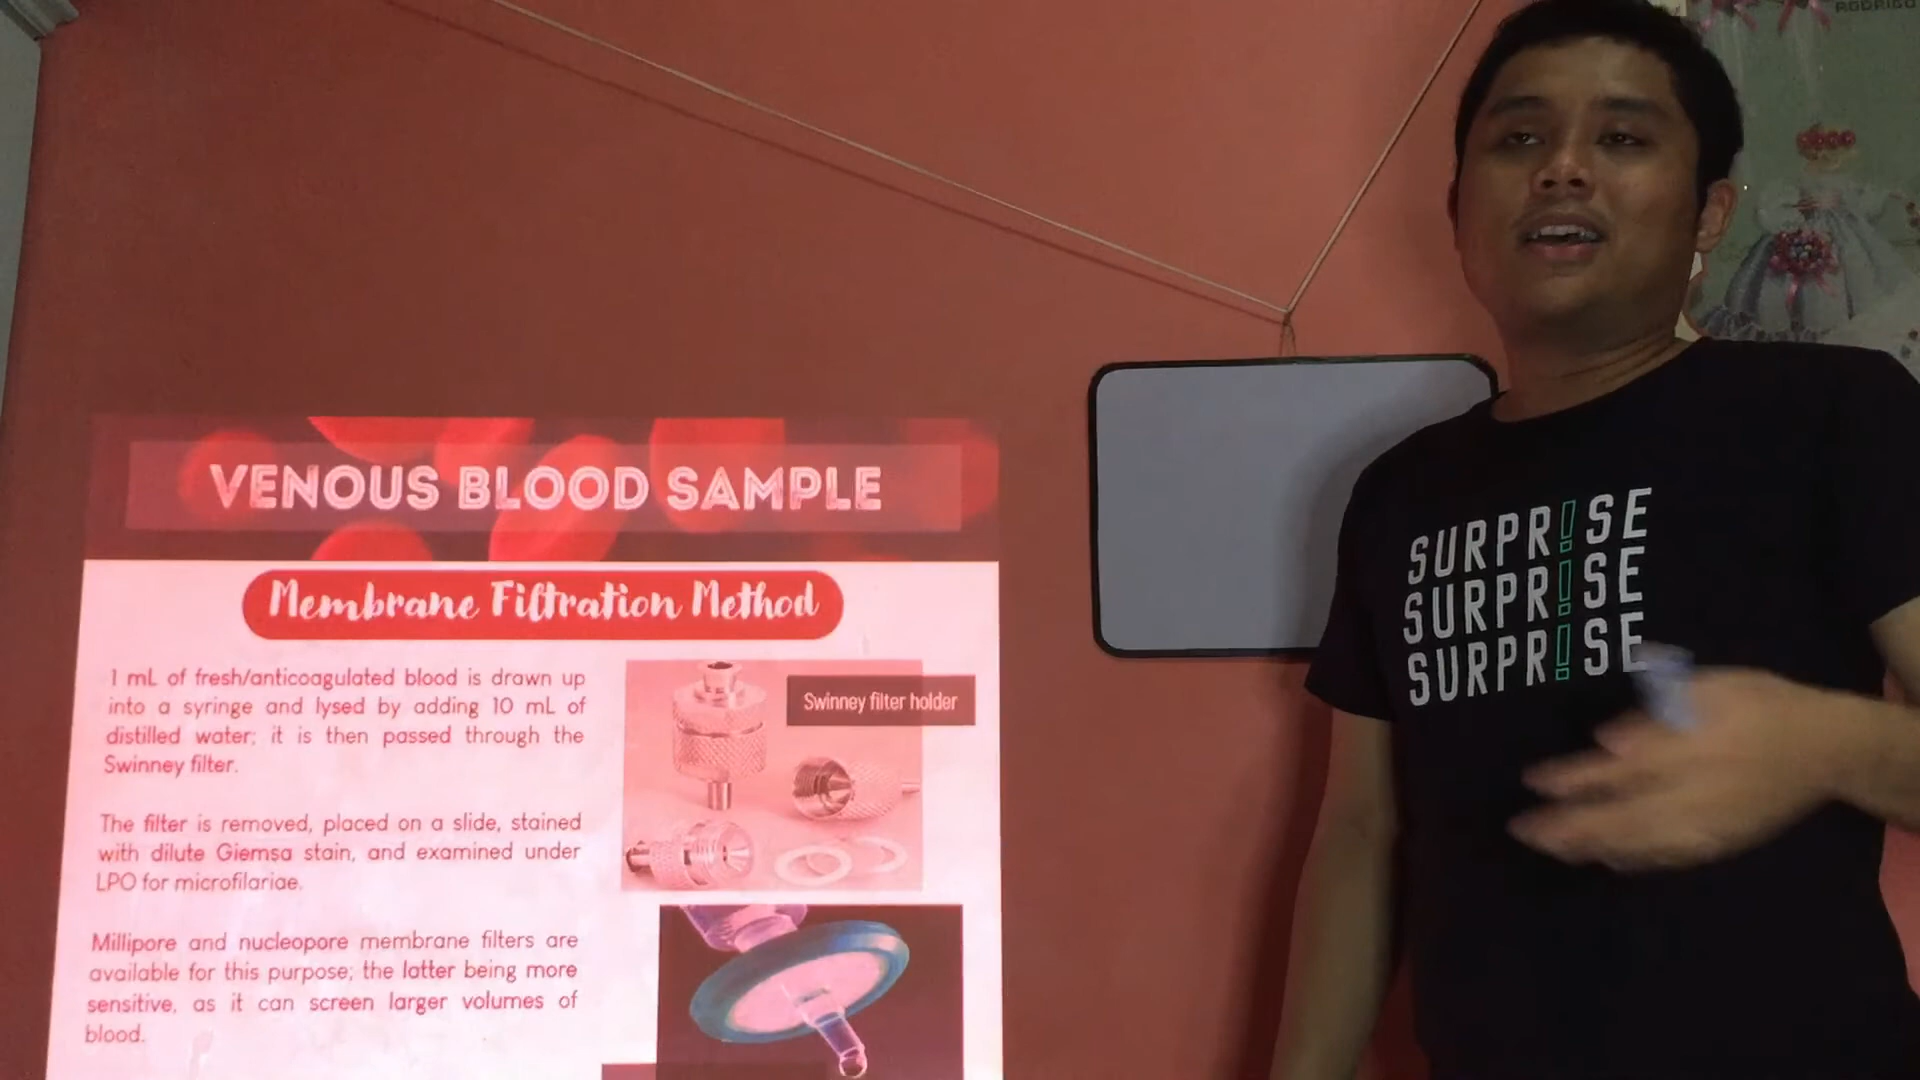 RODRIGO
VENOUS BLOOD SAMPLE
Membrane Filtration Method
1 mL of fresh/anticoagulated blood is drawn up
into a syringe and lysed by adding 10 mL of
distilled water; it is then passed through the
Swinney filter.
Swinney filter holder
The filter is removed, placed on a slide, stained
with dilute Giemsa stain, and examined under
LPO for microfilariae.
Millipore and nucleopore membrane filters are
available for this purpose; the latter being more
sensitive, as it can screen larger volumes of
blood.
SURPR!SE
SURPR!SE
SURPR!SE